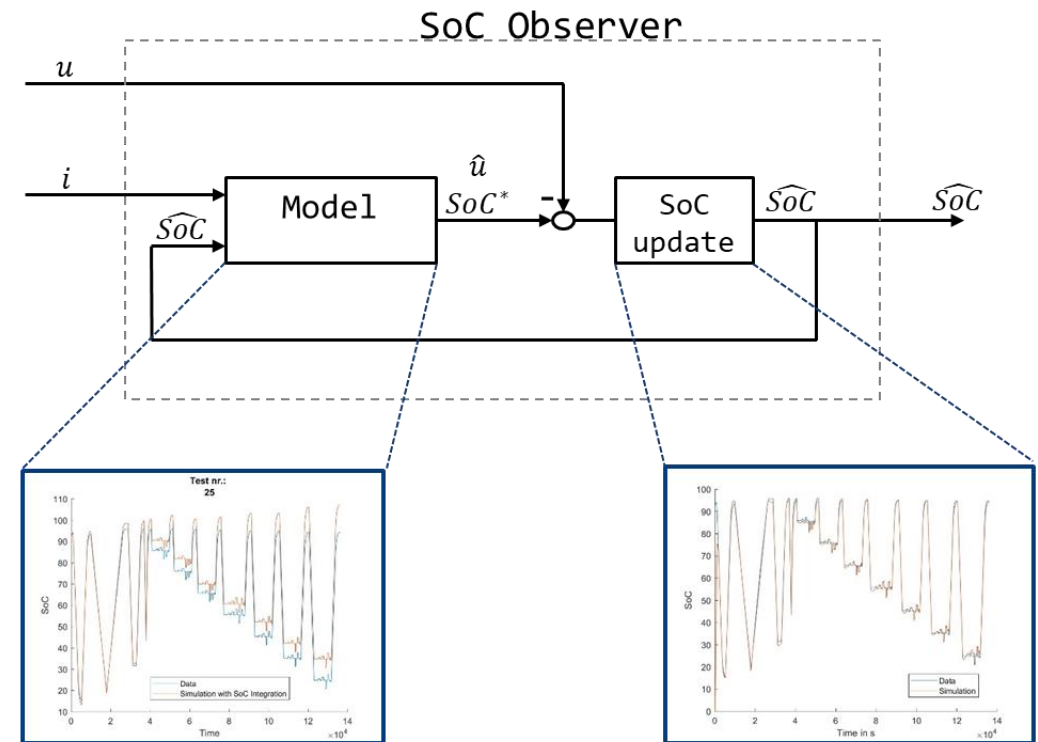 SoC Observer
u
i
û
Model
SoC*
-
SoC
update
S͡oC
S͡oC
S͡oC
Test nr.:
25
110
100
90
80
70
60
50
40
30
20
10
SoC
Data
Simulation with SoC Integration
0
2
4
6
8
10
12
14
×10⁴
Time
100
90
80
70
60
50
40
30
20
10
0
SoC
Data
Simulation
0
2
4
6
8
10
12
14
×10⁴
Time in s